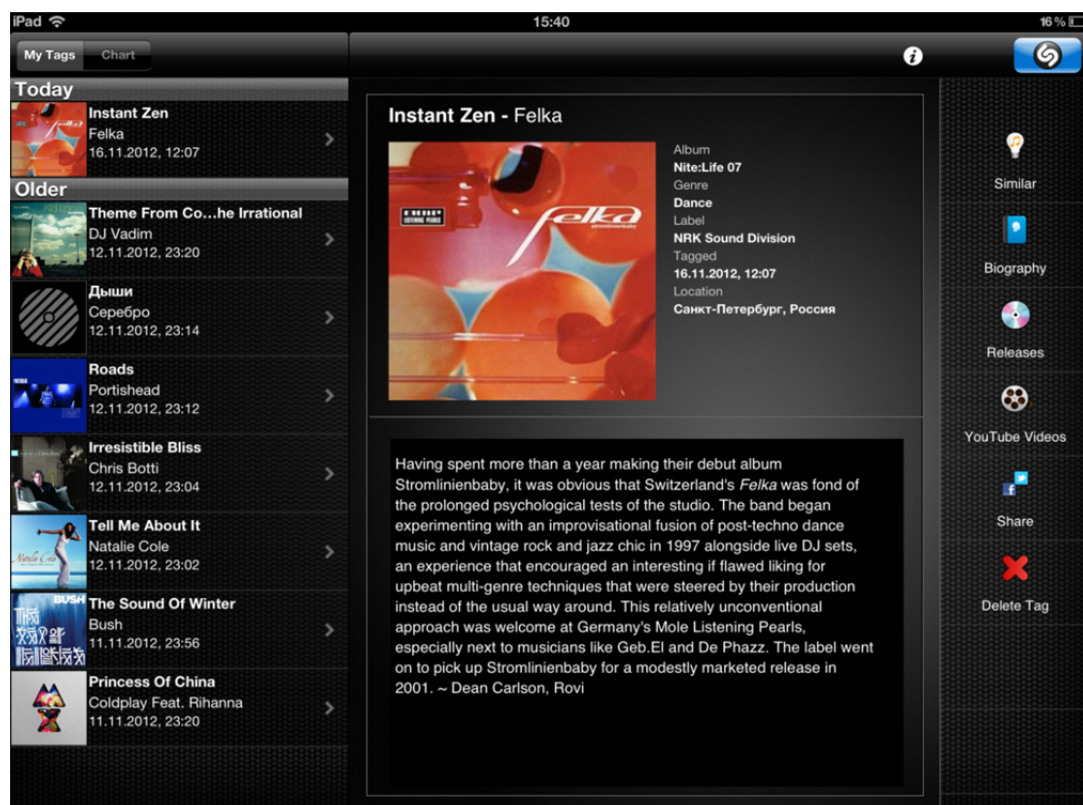 iPad
15:40
16 %
My Tags
Chart
Today
Instant Zen
Felka
16.11.2012, 12:07
Older
Theme From Co...he Irrational
DJ Vadim
12.11.2012, 23:20
Дыши
Серебро
12.11.2012, 23:14
Roads
Portishead
12.11.2012, 23:12
Irresistible Bliss
Chris Botti
12.11.2012, 23:04
Tell Me About It
Natalie Cole
12.11.2012, 23:02
The Sound Of Winter
Bush
11.11.2012, 23:56
BUSH
Princess Of China
Coldplay Feat. Rihanna
11.11.2012, 23:20
Instant Zen - Felka
felka
stromlinienbaby
Album
Nite:Life 07
Genre
Dance
Label
NRK Sound Division
Tagged
16.11.2012, 12:07
Location
Санкт-Петербург, Россия
Having spent more than a year making their debut album
Stromlinienbaby, it was obvious that Switzerland's Felka was fond of
the prolonged psychological tests of the studio. The band began
experimenting with an improvisational fusion of post-techno dance
music and vintage rock and jazz chic in 1997 alongside live DJ sets,
an experience that encouraged an interesting if flawed liking for
upbeat multi-genre techniques that were steered by their production
instead of the usual way around. This relatively unconventional
approach was welcome at Germany's Mole Listening Pearls,
especially next to musicians like Geb.El and De Phazz. The label went
on to pick up Stromlinienbaby for a modestly marketed release in
2001. ~ Dean Carlson, Rovi
Similar
Biography
Releases
YouTube Videos
Share
Delete Tag